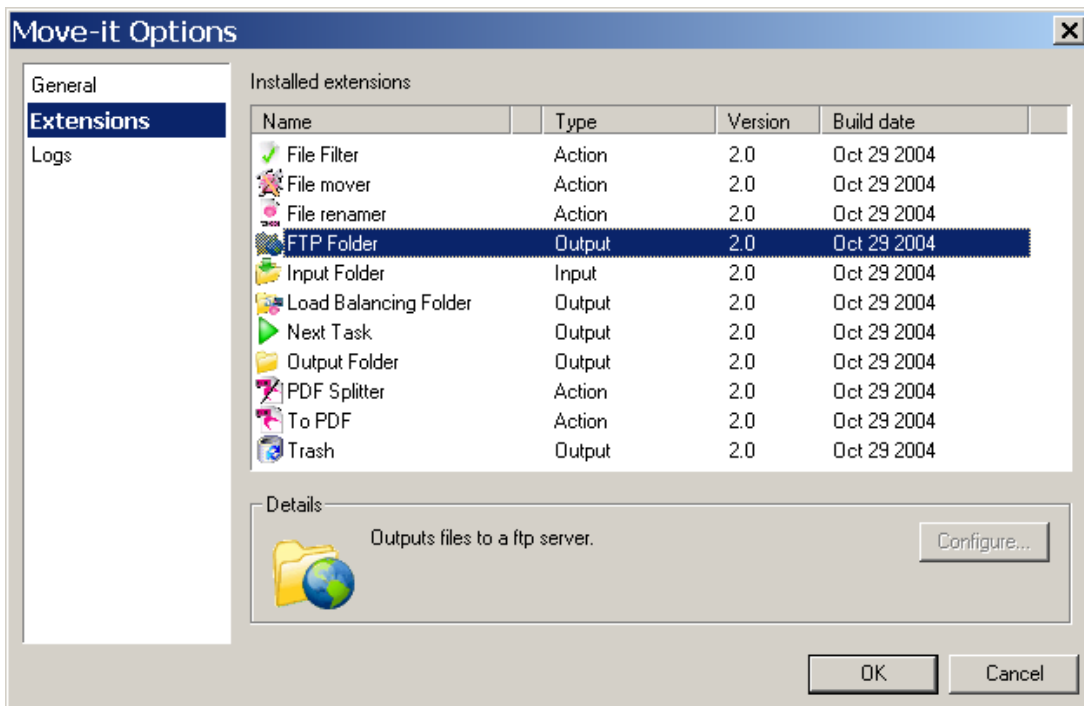 Move-it Options
General
Extensions
Logs
Installed extensions
Name Type Version Build date
File Filter Action 2.0 Oct 29 2004
File mover Action 2.0 Oct 29 2004
File renamer Action 2.0 Oct 29 2004
FTP Folder Output 2.0 Oct 29 2004
Input Folder Input 2.0 Oct 29 2004
Load Balancing Folder Output 2.0 Oct 29 2004
Next Task Output 2.0 Oct 29 2004
Output Folder Output 2.0 Oct 29 2004
PDF Splitter Action 2.0 Oct 29 2004
To PDF Action 2.0 Oct 29 2004
Trash Output 2.0 Oct 29 2004
Details
Outputs files to a ftp server.
Configure...
OK Cancel